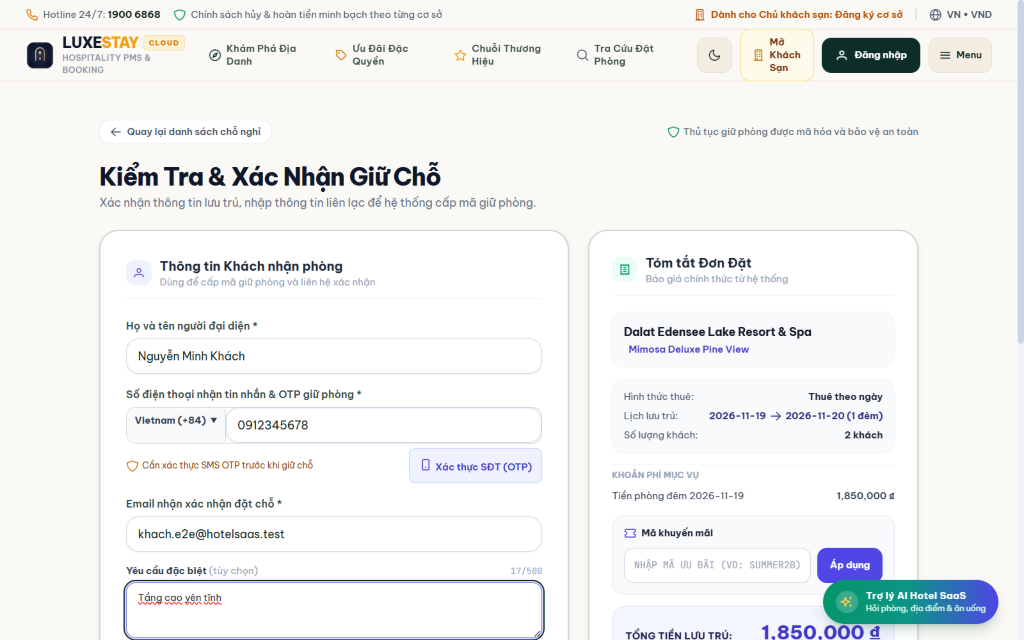 Hotline 24/7: 1900 6868
Chính sách hủy & hoàn tiền minh bạch theo từng cơ sở
Dành cho Chủ khách sạn: Đăng ký cơ sở
VN • VND
LUXESTAY CLOUD
HOSPITALITY PMS &
BOOKING
Khám Phá Địa
Danh
Ưu Đãi Đặc
Quyền
Chuỗi Thương
Hiệu
Tra Cứu Đặt
Phòng
Mở
Khách
Sạn
Đăng nhập
Menu
Quay lại danh sách chỗ nghỉ
Thủ tục giữ phòng được mã hóa và bảo vệ an toàn
Kiểm Tra & Xác Nhận Giữ Chỗ
Xác nhận thông tin lưu trú, nhập thông tin liên lạc để hệ thống cấp mã giữ phòng.
Thông tin Khách nhận phòng
Dùng để cấp mã giữ phòng và liên hệ xác nhận
Họ và tên người đại diện *
Nguyễn Minh Khách
Số điện thoại nhận tin nhắn & OTP giữ phòng *
Vietnam (+84) ▼
0912345678
Cần xác thực SMS OTP trước khi giữ chỗ
Xác thực SĐT (OTP)
Email nhận xác nhận đặt chỗ *
khach.e2e@hotelsaas.test
Yêu cầu đặc biệt (tùy chọn)
17/500
Tầng cao yên tĩnh
Tóm tắt Đơn Đặt
Báo giá chính thức từ hệ thống
Dalat Edensee Lake Resort & Spa
Mimosa Deluxe Pine View
Hình thức thuê: Thuê theo ngày
Lịch lưu trú: 2026-11-19 → 2026-11-20 (1 đêm)
Số lượng khách: 2 khách
KHOẢN PHÍ MỤC VỤ
Tiền phòng đêm 2026-11-19 1,850,000 ₫
Mã khuyến mãi
NHẬP MÃ ƯU ĐÃI (VD: SUMMER20)
Áp dụng
Trợ lý AI Hotel SaaS
Hỏi phòng, địa điểm & ăn uống
TỔNG TIỀN LƯU TRÚ: 1,850,000 ₫